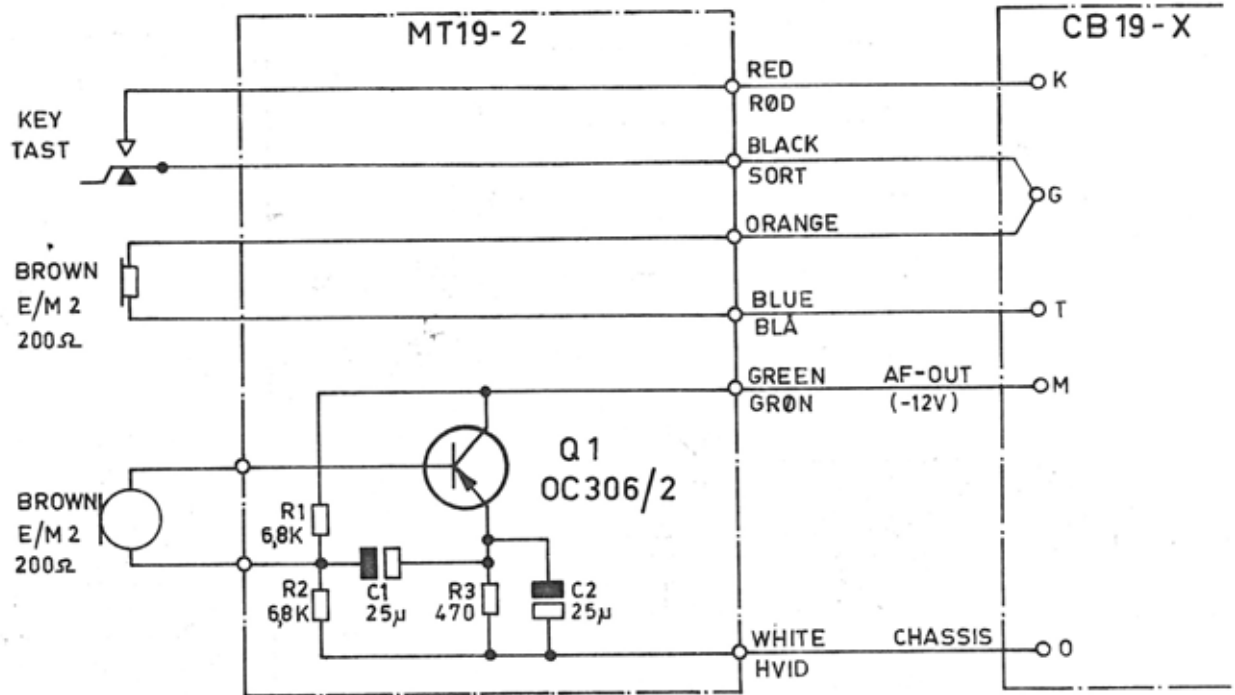 MT19-2
CB19-X
KEY
TAST
RED
RØD
K
BLACK
SORT
G
ORANGE
BROWN
E/M 2
200Ω
BLUE
BLÅ
T
GREEN
GRØN
AF-OUT
(-12V)
M
Q1
OC306/2
BROWN
E/M 2
200Ω
R1
6,8K
R2
6,8K
C1
25μ
R3
470
C2
25μ
WHITE
HVID
CHASSIS
O